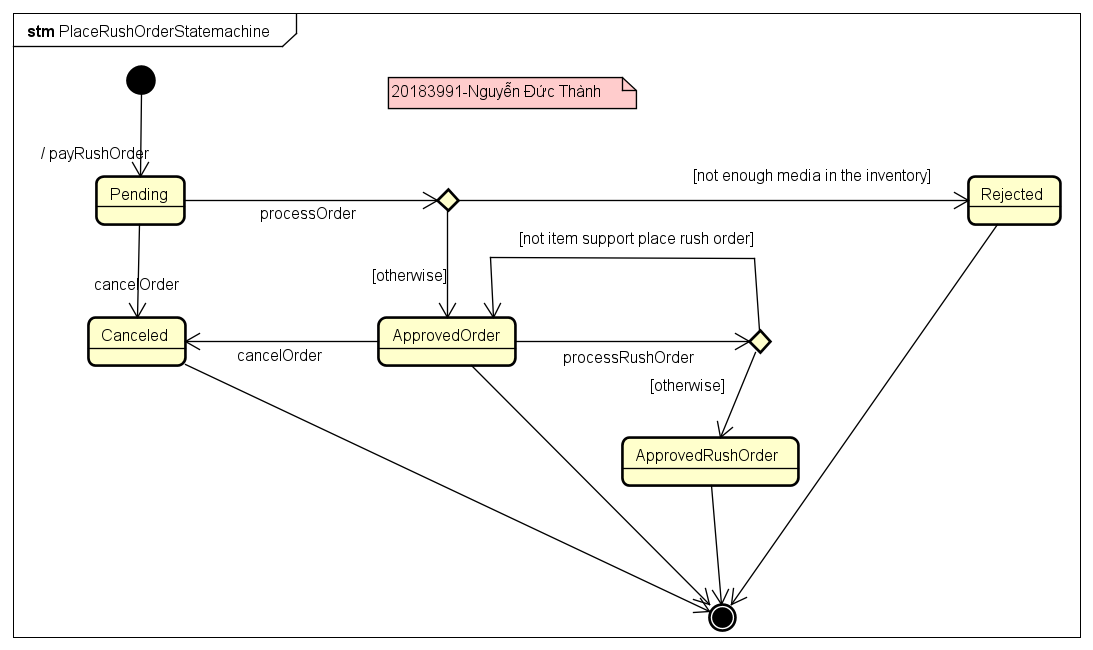 stm PlaceRushOrderStatemachine
20183991-Nguyễn Đức Thành
/ payRushOrder
[not enough media in the inventory]
Pending
Rejected
processOrder
[not item support place rush order]
[otherwise]
cancelOrder
Canceled
ApprovedOrder
cancelOrder
processRushOrder
[otherwise]
ApprovedRushOrder